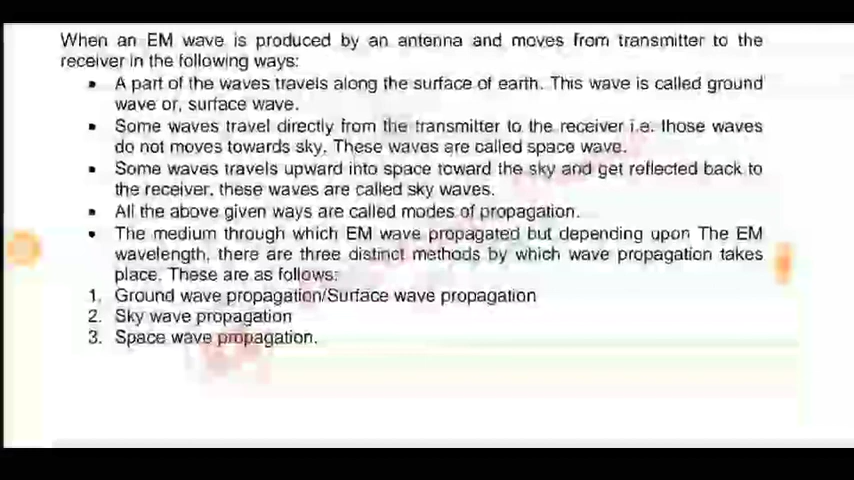 When an EM wave is produced by an antenna and moves from transmitter to the
receiver in the following ways:
• A part of the waves travels along the surface of earth. This wave is called ground
wave or, surface wave.
• Some waves travel directly from the transmitter to the receiver i.e. those waves
do not moves towards sky. These waves are called space wave.
• Some waves travels upward into space toward the sky and get reflected back to
the receiver, these waves are called sky waves.
• All the above given ways are called modes of propagation.
• The medium through which EM wave propagated but depending upon The EM
wavelength, there are three distinct methods by which wave propagation takes
place. These are as follows:
1. Ground wave propagation/Surface wave propagation
2. Sky wave propagation
3. Space wave propagation.